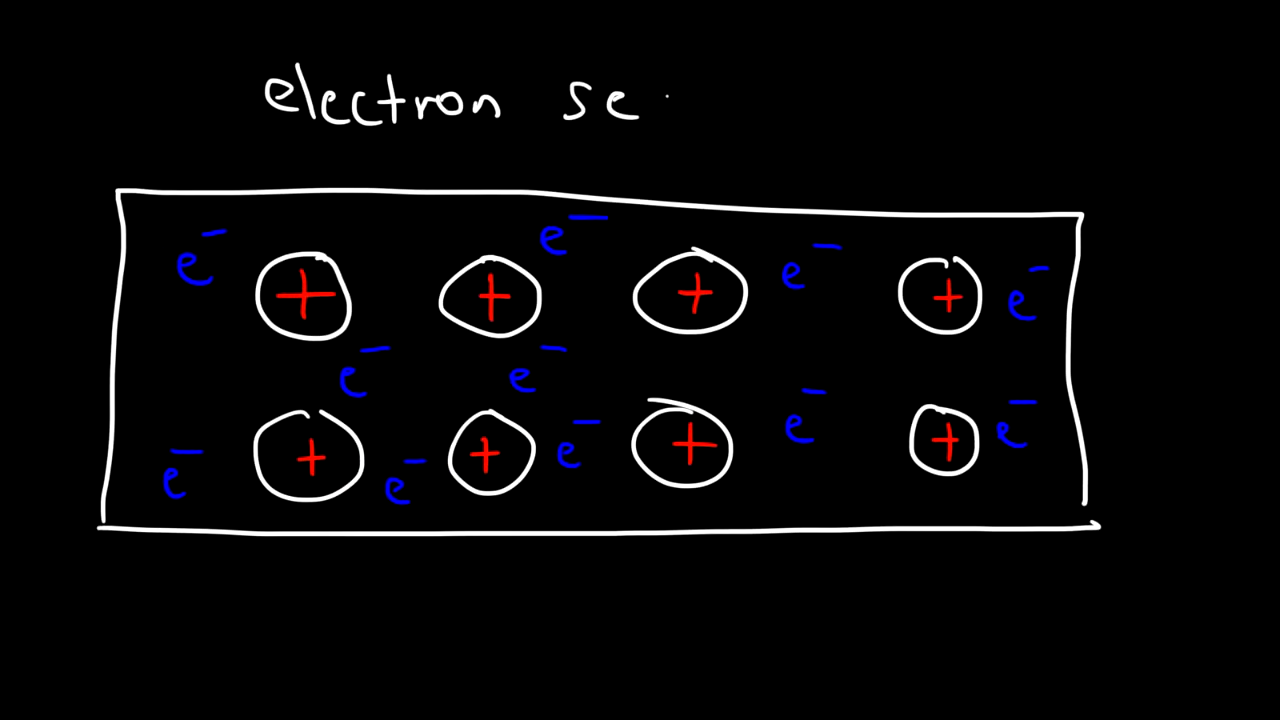 electron se
e⁻ + + e⁻ + e⁻ + e⁻
e⁻ e⁻
e⁻ + e⁻ + e⁻ + e⁻ + e⁻